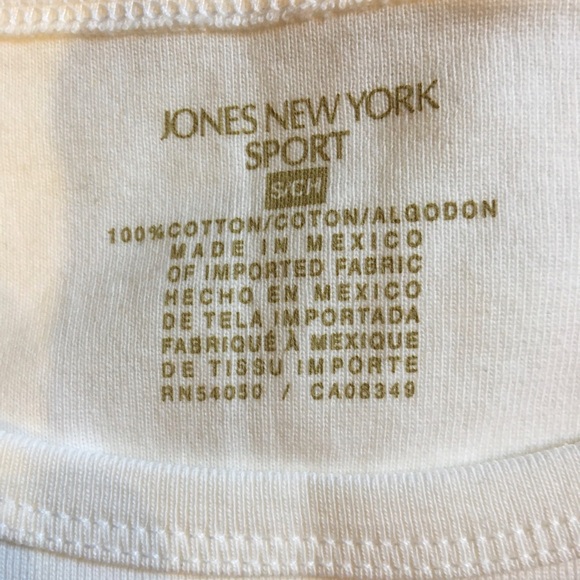 JONES NEW YORK
SPORT
S/CH
100% COTTON/COTON/ALGODON
MADE IN MEXICO
OF IMPORTED FABRIC
HECHO EN MEXICO
DE TELA IMPORTADA
FABRIQUÉ À MEXIQUE
DE TISSU IMPORTE
RN54050 / CA08349